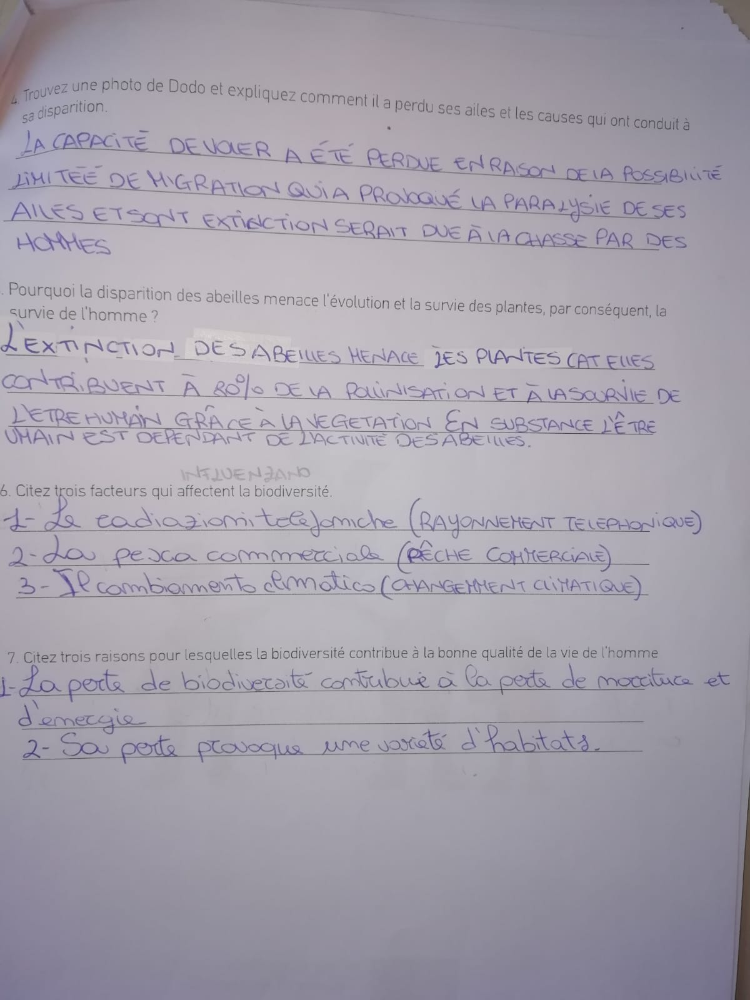 4. Trouvez une photo de Dodo et expliquez comment il a perdu ses ailes et les causes qui ont conduit à
sa disparition.
LA CAPACITÉ DE VOLER A ÉTÉ PERDUE EN RAISON DE LA POSSIBILITÉ
LIMITEÉ DE MIGRATION QUI A PROVOQUÉ LA PARALYSIE DE SES
AILES ET SONT EXTINCTION SERAIT DUE À LA CHASSE PAR DES
HOMMES
. Pourquoi la disparition des abeilles menace l'évolution et la survie des plantes, par conséquent, la
survie de l'homme ?
L'EXTINCTION DES ABEILLES MENACE LES PLANTES CAT ELLES
CONTRIBUENT À 80% DE LA POLLINISATION ET À LA SOURVIE DE
L'ETRE HUMAIN GRÂCE À LA VEGETATION EN SUBSTANCE L'ÊTRE
UMAIN EST DEPENDANT DE L'ACTIVITÉ DES ABEILLES.
INFLUENZANO
6. Citez trois facteurs qui affectent la biodiversité.
1- Le radiazioni telefoniche (RAYONNEMENT TELEPHONIQUE)
2- La pesca commerciale (PÊCHE COMMERCIALE)
3- Il cambiamento climatico (CHANGEMMENT CLIMATIQUE)
7. Citez trois raisons pour lesquelles la biodiversité contribue à la bonne qualité de la vie de l'homme
1- La perte de biodiversité contribue à la perte de norriture et
d'energie
2- Sa perte provoque une varieté d'habitats.